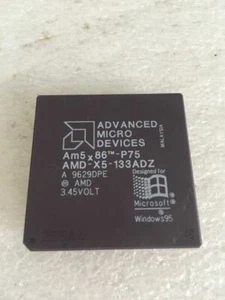 ADVANCED
MICRO
DEVICES
MALAYSIA
Am5x86™-P75
AMD-X5-133ADZ
A 9629DPE
Ⓜ AMD
3.45VOLT
Designed for
Microsoft®
Windows95